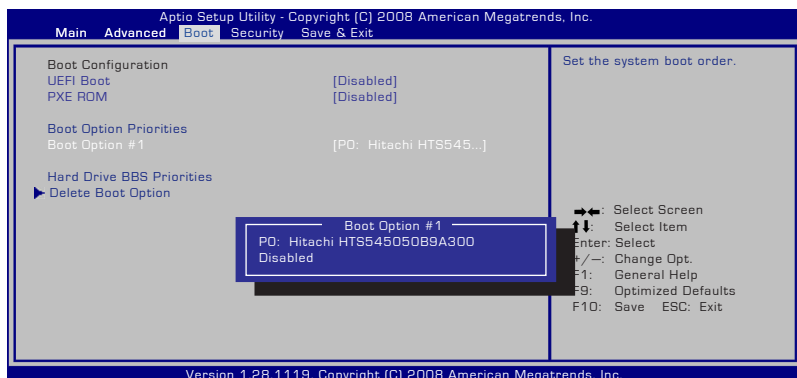 Aptio Setup Utility - Copyright (C) 2008 American Megatrends, Inc.
Main Advanced Boot Security Save & Exit
Boot Configuration
UEFI Boot [Disabled]
PXE ROM [Disabled]
Boot Option Priorities
Boot Option #1 [P0: Hitachi HTS545...]
Hard Drive BBS Priorities
Delete Boot Option
Boot Option #1
P0: Hitachi HTS545050B9A300
Disabled
Set the system boot order.
→←: Select Screen
↑↓: Select Item
Enter: Select
+/—: Change Opt.
F1: General Help
F9: Optimized Defaults
F10: Save ESC: Exit
Version 1.28.1119. Copyright (C) 2008 American Megatrends, Inc.